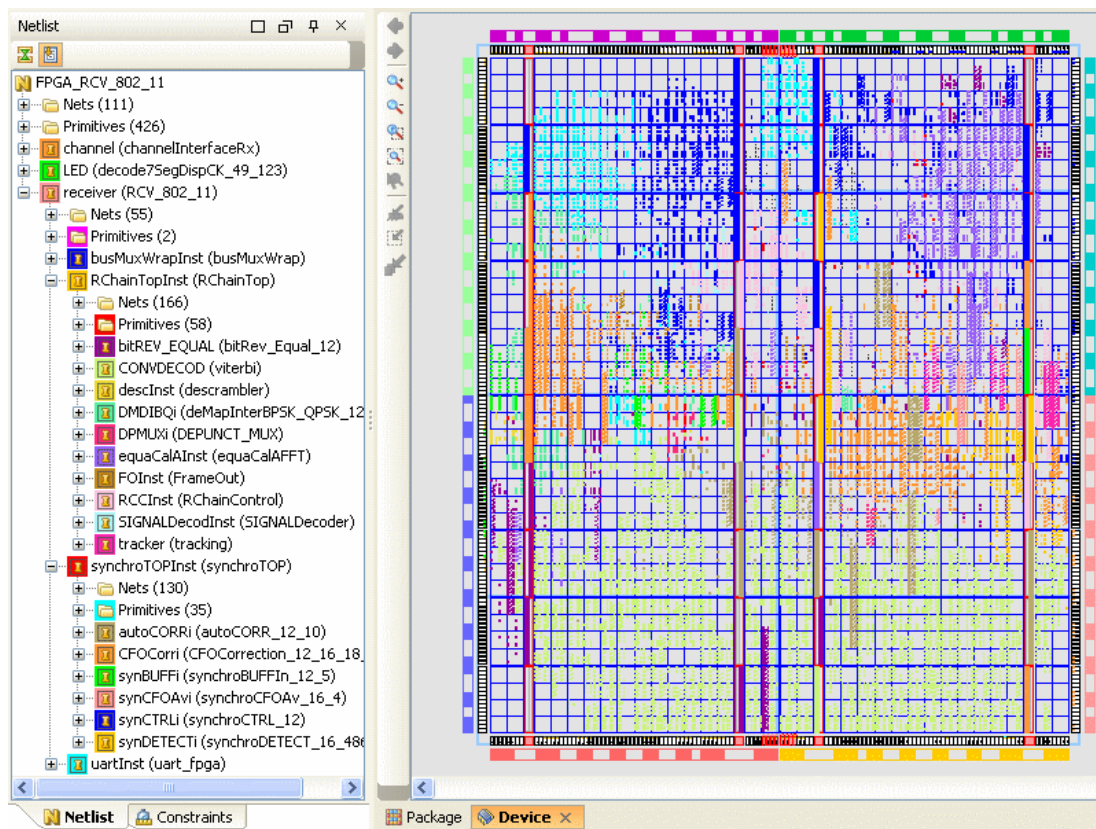 Netlist
FPGA_RCV_802_11
Nets (111)
Primitives (426)
channel (channelInterfaceRx)
LED (decode7SegDispCK_49_123)
receiver (RCV_802_11)
Nets (55)
Primitives (2)
busMuxWrapInst (busMuxWrap)
RChainTopInst (RChainTop)
Nets (166)
Primitives (58)
bitREV_EQUAL (bitRev_Equal_12)
CONVDECOD (viterbi)
descInst (descrambler)
DMDIBQi (deMapInterBPSK_QPSK_12
DPMUXi (DEPUNCT_MUX)
equaCalAInst (equaCalAFFT)
FOInst (FrameOut)
RCCInst (RChainControl)
SIGNALDecodInst (SIGNALDecoder)
tracker (tracking)
synchroTOPInst (synchroTOP)
Nets (130)
Primitives (35)
autoCORRi (autoCORR_12_10)
CFOCorri (CFOCorrection_12_16_18_
synBUFFi (synchroBUFFIn_12_5)
synCFOAvi (synchroCFOAv_16_4)
synCTRLi (synchroCTRL_12)
synDETECTi (synchroDETECT_16_486
uartInst (uart_fpga)
Netlist Constraints
Package Device